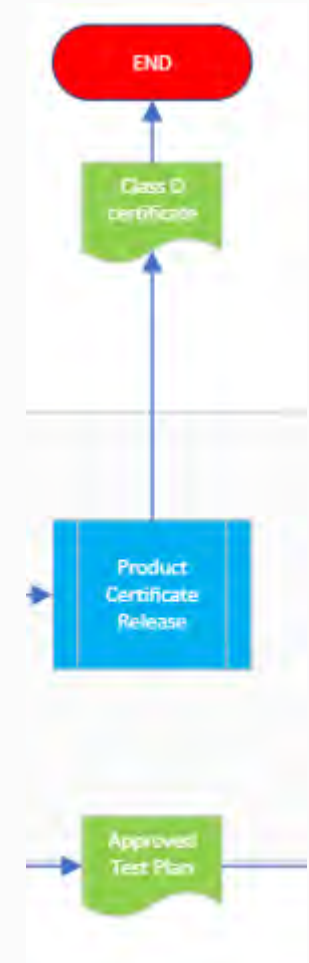 END
Class D
certificate
Product
Certificate
Release
Approved
Test Plan